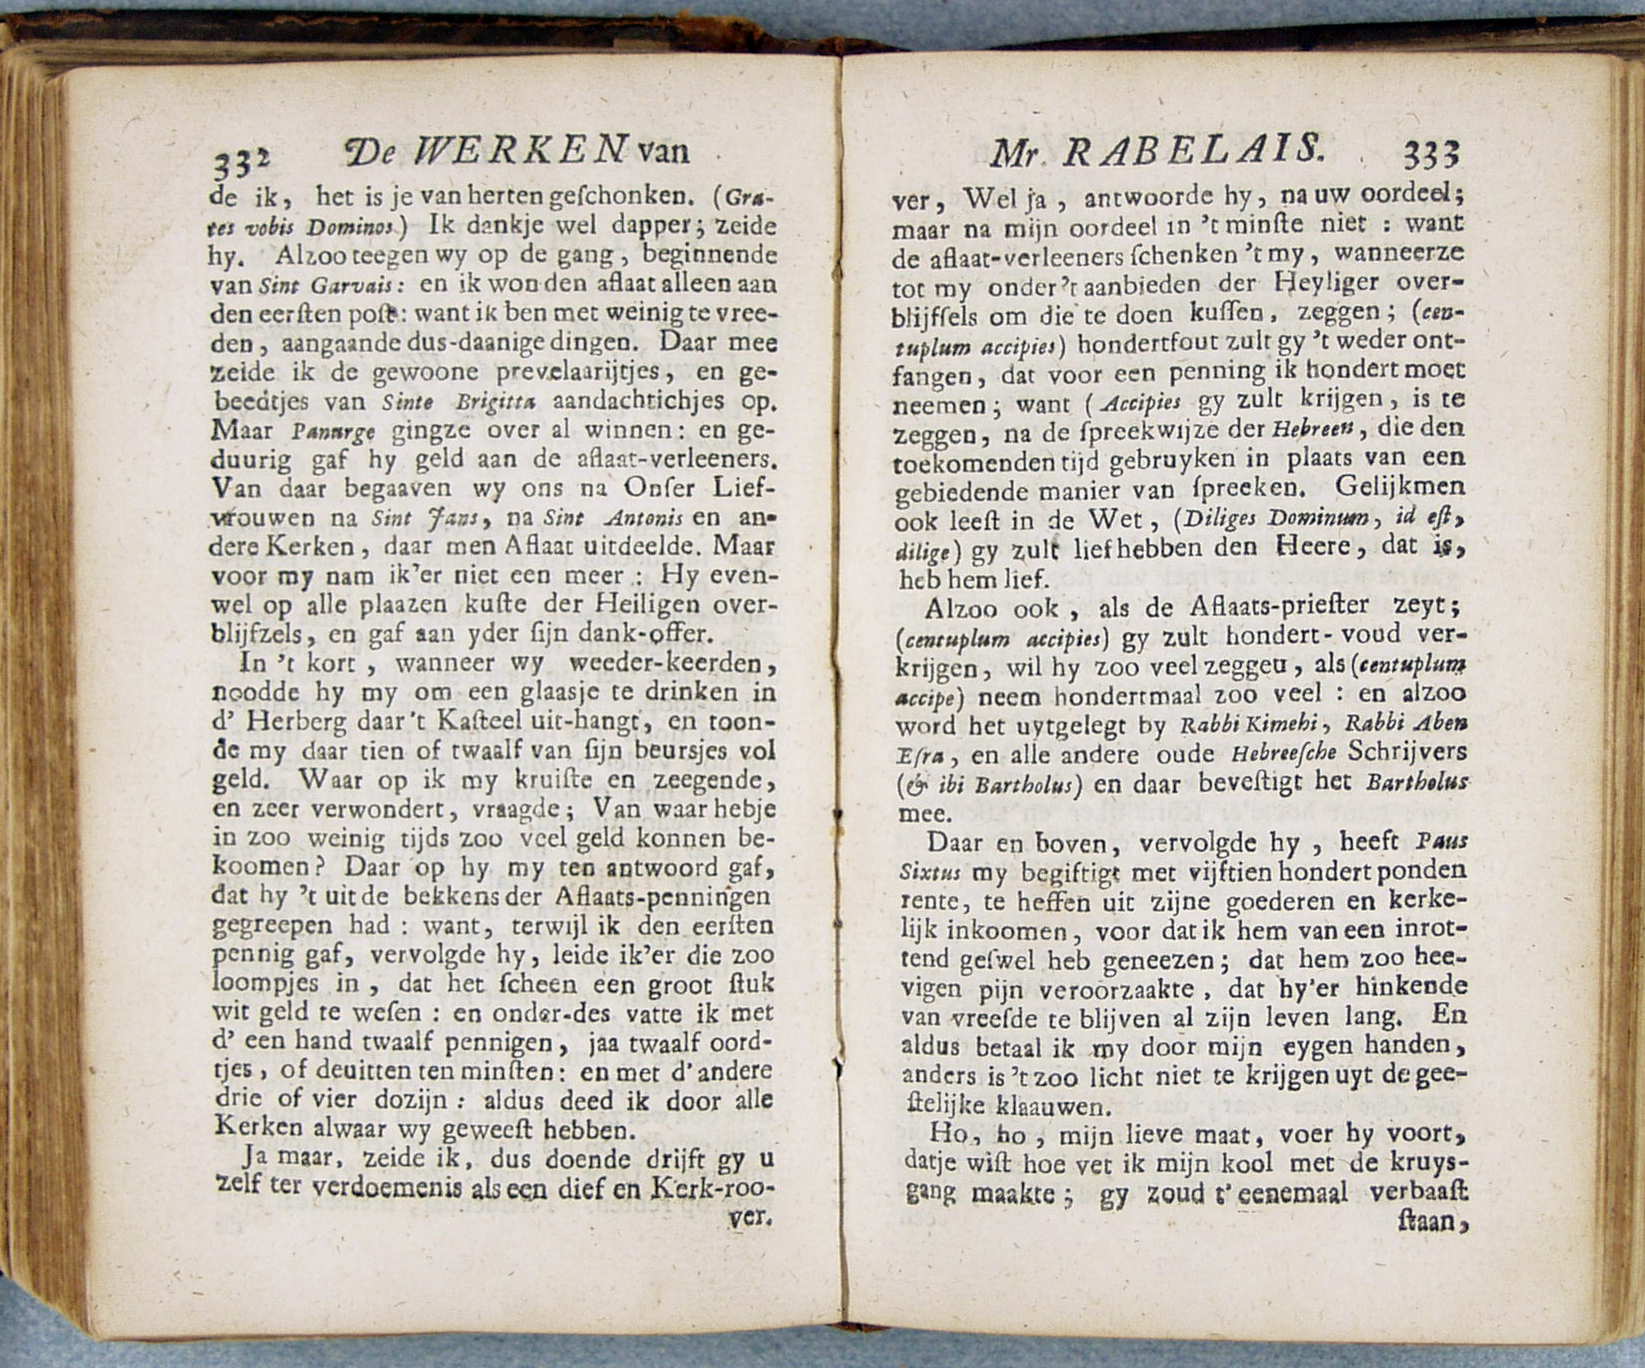 332 De WERKEN van
de ik, het is je van herten geſchonken. (Gra-
tes vobis Dominos) Ik dankje wel dapper; zeide
hy. Alzoo teegen wy op de gang, beginnende
van Sint Garvais: en ik won den aflaat alleen aan
den eerſten poſt: want ik ben met weinig te vree-
den, aangaande dus-daanige dingen. Daar mee
zeide ik de gewoone prevelaarijtjes, en ge-
beedtjes van Sinte Brigitta aandachtichjes op.
Maar Panurge gingze over al winnen: en ge-
duurig gaf hy geld aan de aflaat-verleeners.
Van daar begaaven wy ons na Onſer Lief-
vrouwen na Sint Jans, na Sint Antonis en an-
dere Kerken, daar men Aflaat uitdeelde. Maar
voor my nam ik'er niet een meer: Hy even-
wel op alle plaazen kuſte der Heiligen over-
blijfzels, en gaf aan yder ſijn dank-offer.
In 't kort, wanneer wy weeder-keerden,
noodde hy my om een glaasje te drinken in
d' Herberg daar 't Kaſteel uit-hangt, en toon-
de my daar tien of twaalf van ſijn beursjes vol
geld. Waar op ik my kruiſte en zeegende,
en zeer verwondert, vraagde; Van waar hebje
in zoo weinig tijds zoo veel geld konnen be-
koomen? Daar op hy my ten antwoord gaf,
dat hy 't uit de bekkens der Aflaats-penningen
gegreepen had: want, terwijl ik den eerſten
pennig gaf, vervolgde hy, leide ik'er die zoo
loompjes in, dat het ſcheen een groot ſtuk
wit geld te weſen: en onder-des vatte ik met
d' een hand twaalf pennigen, jaa twaalf oord-
tjes, of deuitten ten minſten: en met d' andere
drie of vier dozijn: aldus deed ik door alle
Kerken alwaar wy geweeſt hebben.
Ja maar, zeide ik, dus doende drijft gy u
zelf ter verdoemenis als een dief en Kerk-roo-
ver.
Mr. RABELAIS. 333
ver, Wel ja, antwoorde hy, na uw oordeel;
maar na mijn oordeel in 't minſte niet: want
de aflaat-verleeners ſchenken 't my, wanneerze
tot my onder 't aanbieden der Heyliger over-
blijfſels om die te doen kuſſen, zeggen; (cen-
tuplum accipies) hondertfout zult gy 't weder ont-
fangen, dat voor een penning ik hondert moet
neemen; want (Accipies gy zult krijgen, is te
zeggen, na de ſpreekwijze der Hebreen, die den
toekomenden tijd gebruyken in plaats van een
gebiedende manier van ſpreeken. Gelijkmen
ook leeſt in de Wet, (Diliges Dominum, id eſt,
dilige) gy zult lief hebben den Heere, dat is,
heb hem lief.
Alzoo ook, als de Aflaats-prieſter zeyt;
(centuplum accipies) gy zult hondert-voud ver-
krijgen, wil hy zoo veel zeggeu, als (centuplum
accipe) neem hondertmaal zoo veel: en alzoo
word het uytgelegt by Rabbi Kimehi, Rabbi Aben
Eſra, en alle andere oude Hebreeſche Schrijvers
(& ibi Bartholus) en daar beveſtigt het Bartholus
mee.
Daar en boven, vervolgde hy, heeft Paus
Sixtus my begiftigt met vijftien hondert ponden
rente, te heffen uit zijne goederen en kerke-
lijk inkoomen, voor dat ik hem van een inrot-
tend geſwel heb geneezen; dat hem zoo hee-
vigen pijn veroorzaakte, dat hy'er hinkende
van vreeſde te blijven al zijn leven lang. En
aldus betaal ik my door mijn eygen handen,
anders is 't zoo licht niet te krijgen uyt de gee-
ſtelijke klaauwen.
Ho, ho, mijn lieve maat, voer hy voort,
datje wiſt hoe vet ik mijn kool met de kruys-
gang maakte; gy zoud t' eenemaal verbaaſt
ſtaan,